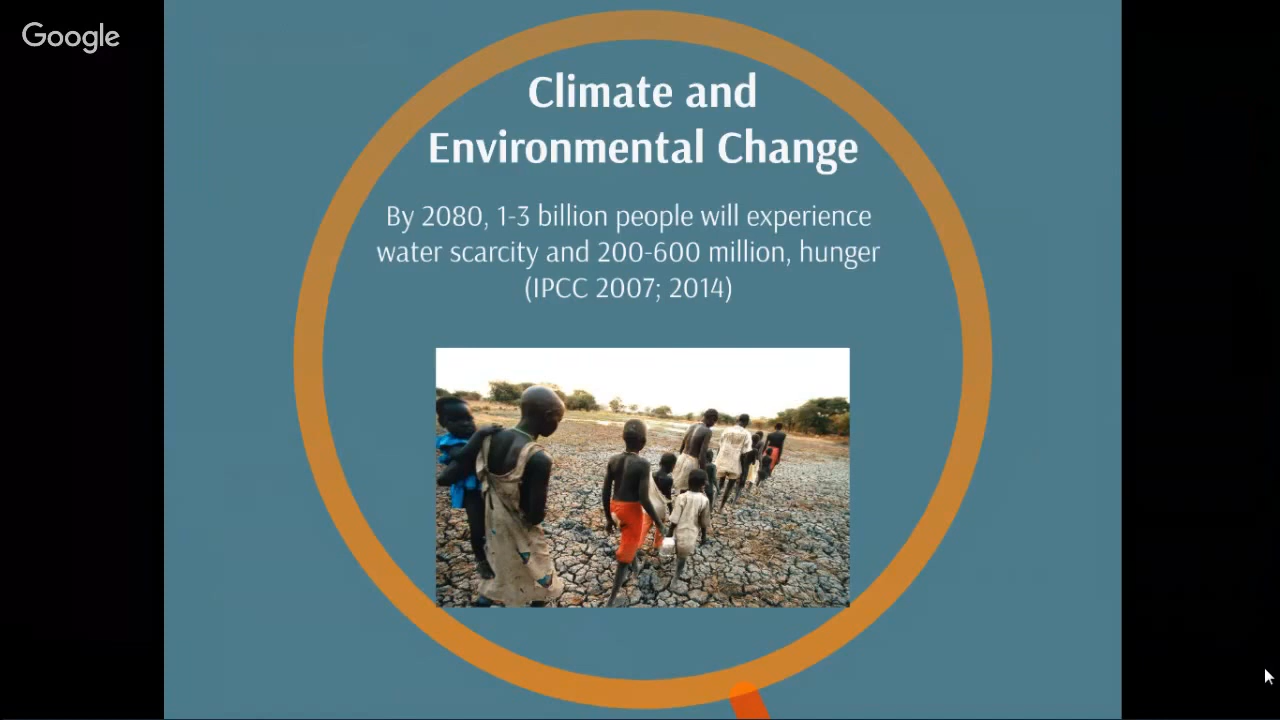 Google
Climate and
Environmental Change
By 2080, 1-3 billion people will experience
water scarcity and 200-600 million, hunger
(IPCC 2007; 2014)